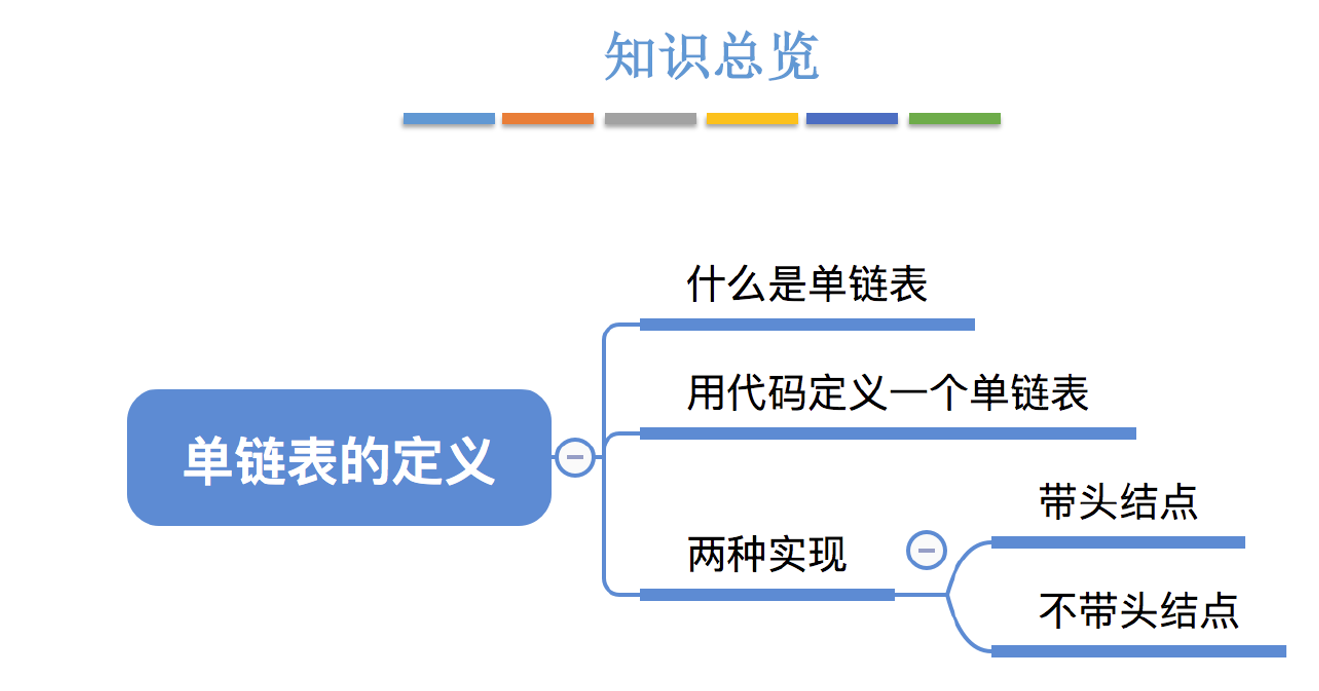 知识总览
什么是单链表
用代码定义一个单链表
单链表的定义
带头结点
两种实现
不带头结点